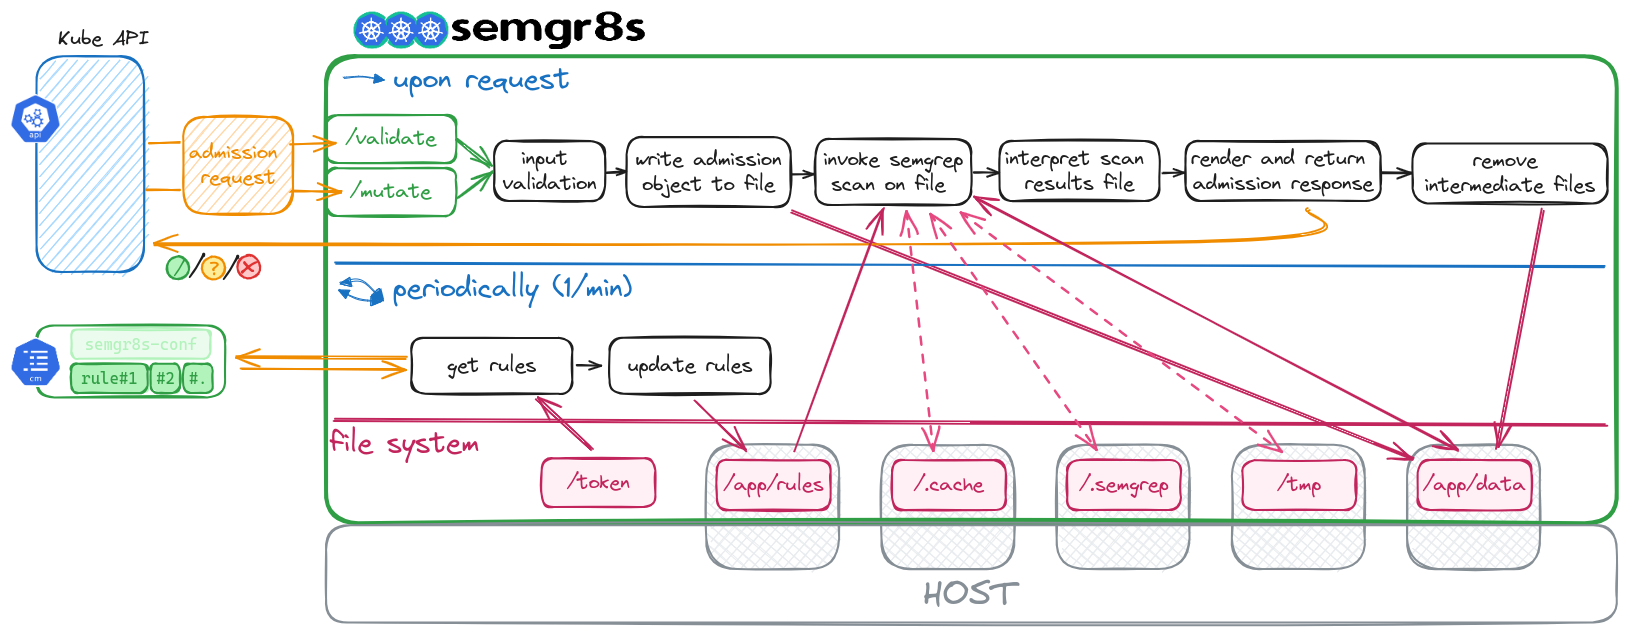 semgr8s
Kube API
api
upon request
admission
request
/validate
/mutate
input
validation
write admission
object to file
invoke semgrep
scan on file
interpret scan
results file
render and return
admission response
remove
intermediate files
/?/
periodically (1/min)
semgr8s-conf
rule#1 #2 #.
cm
get rules
update rules
file system
/token
/app/rules
/.cache
/.semgrep
/tmp
/app/data
HOST